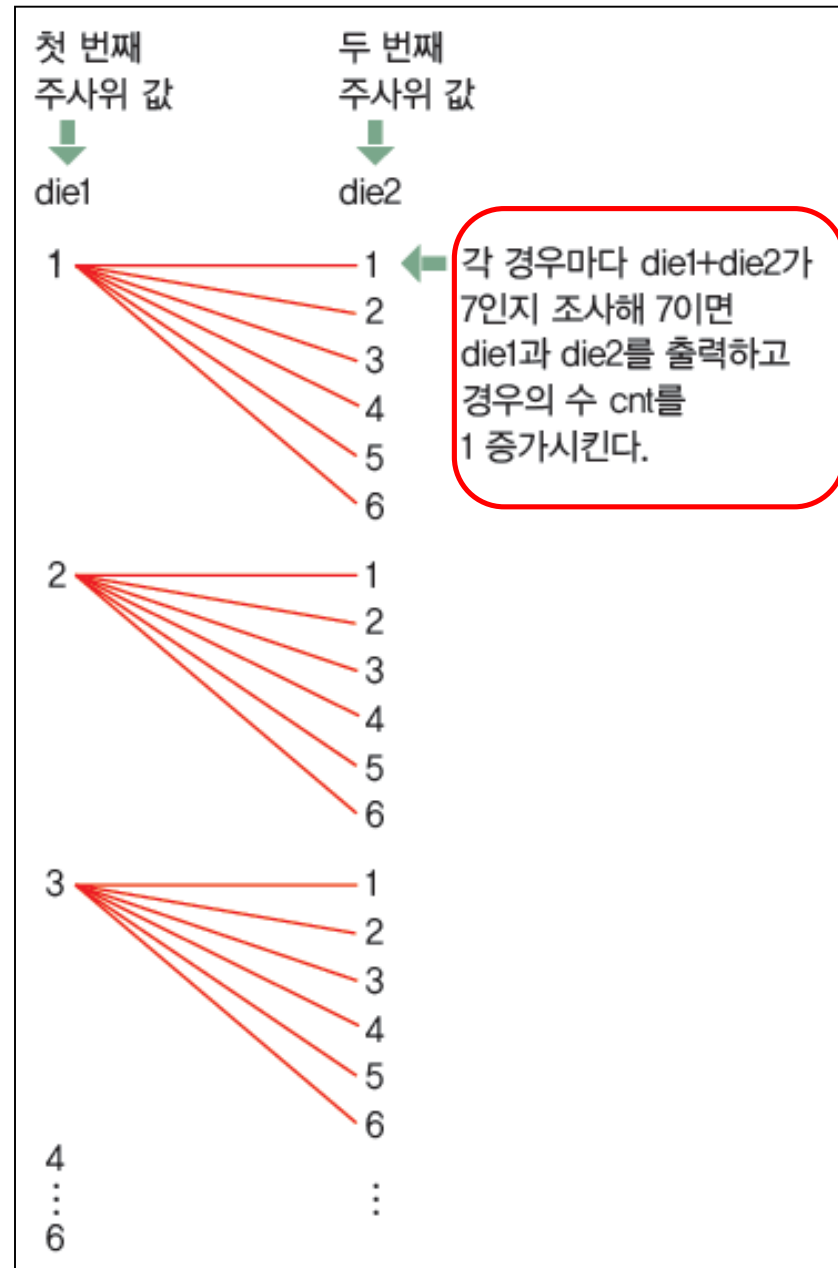 첫 번째 두 번째
주사위 값 주사위 값
die1 die2
1 1
2
3
4
5
6
각 경우마다 die1+die2가
7인지 조사해 7이면
die1과 die2를 출력하고
경우의 수 cnt를
1 증가시킨다.
2 1
2
3
4
5
6
3 1
2
3
4
5
6
4
⋮ ⋮
6